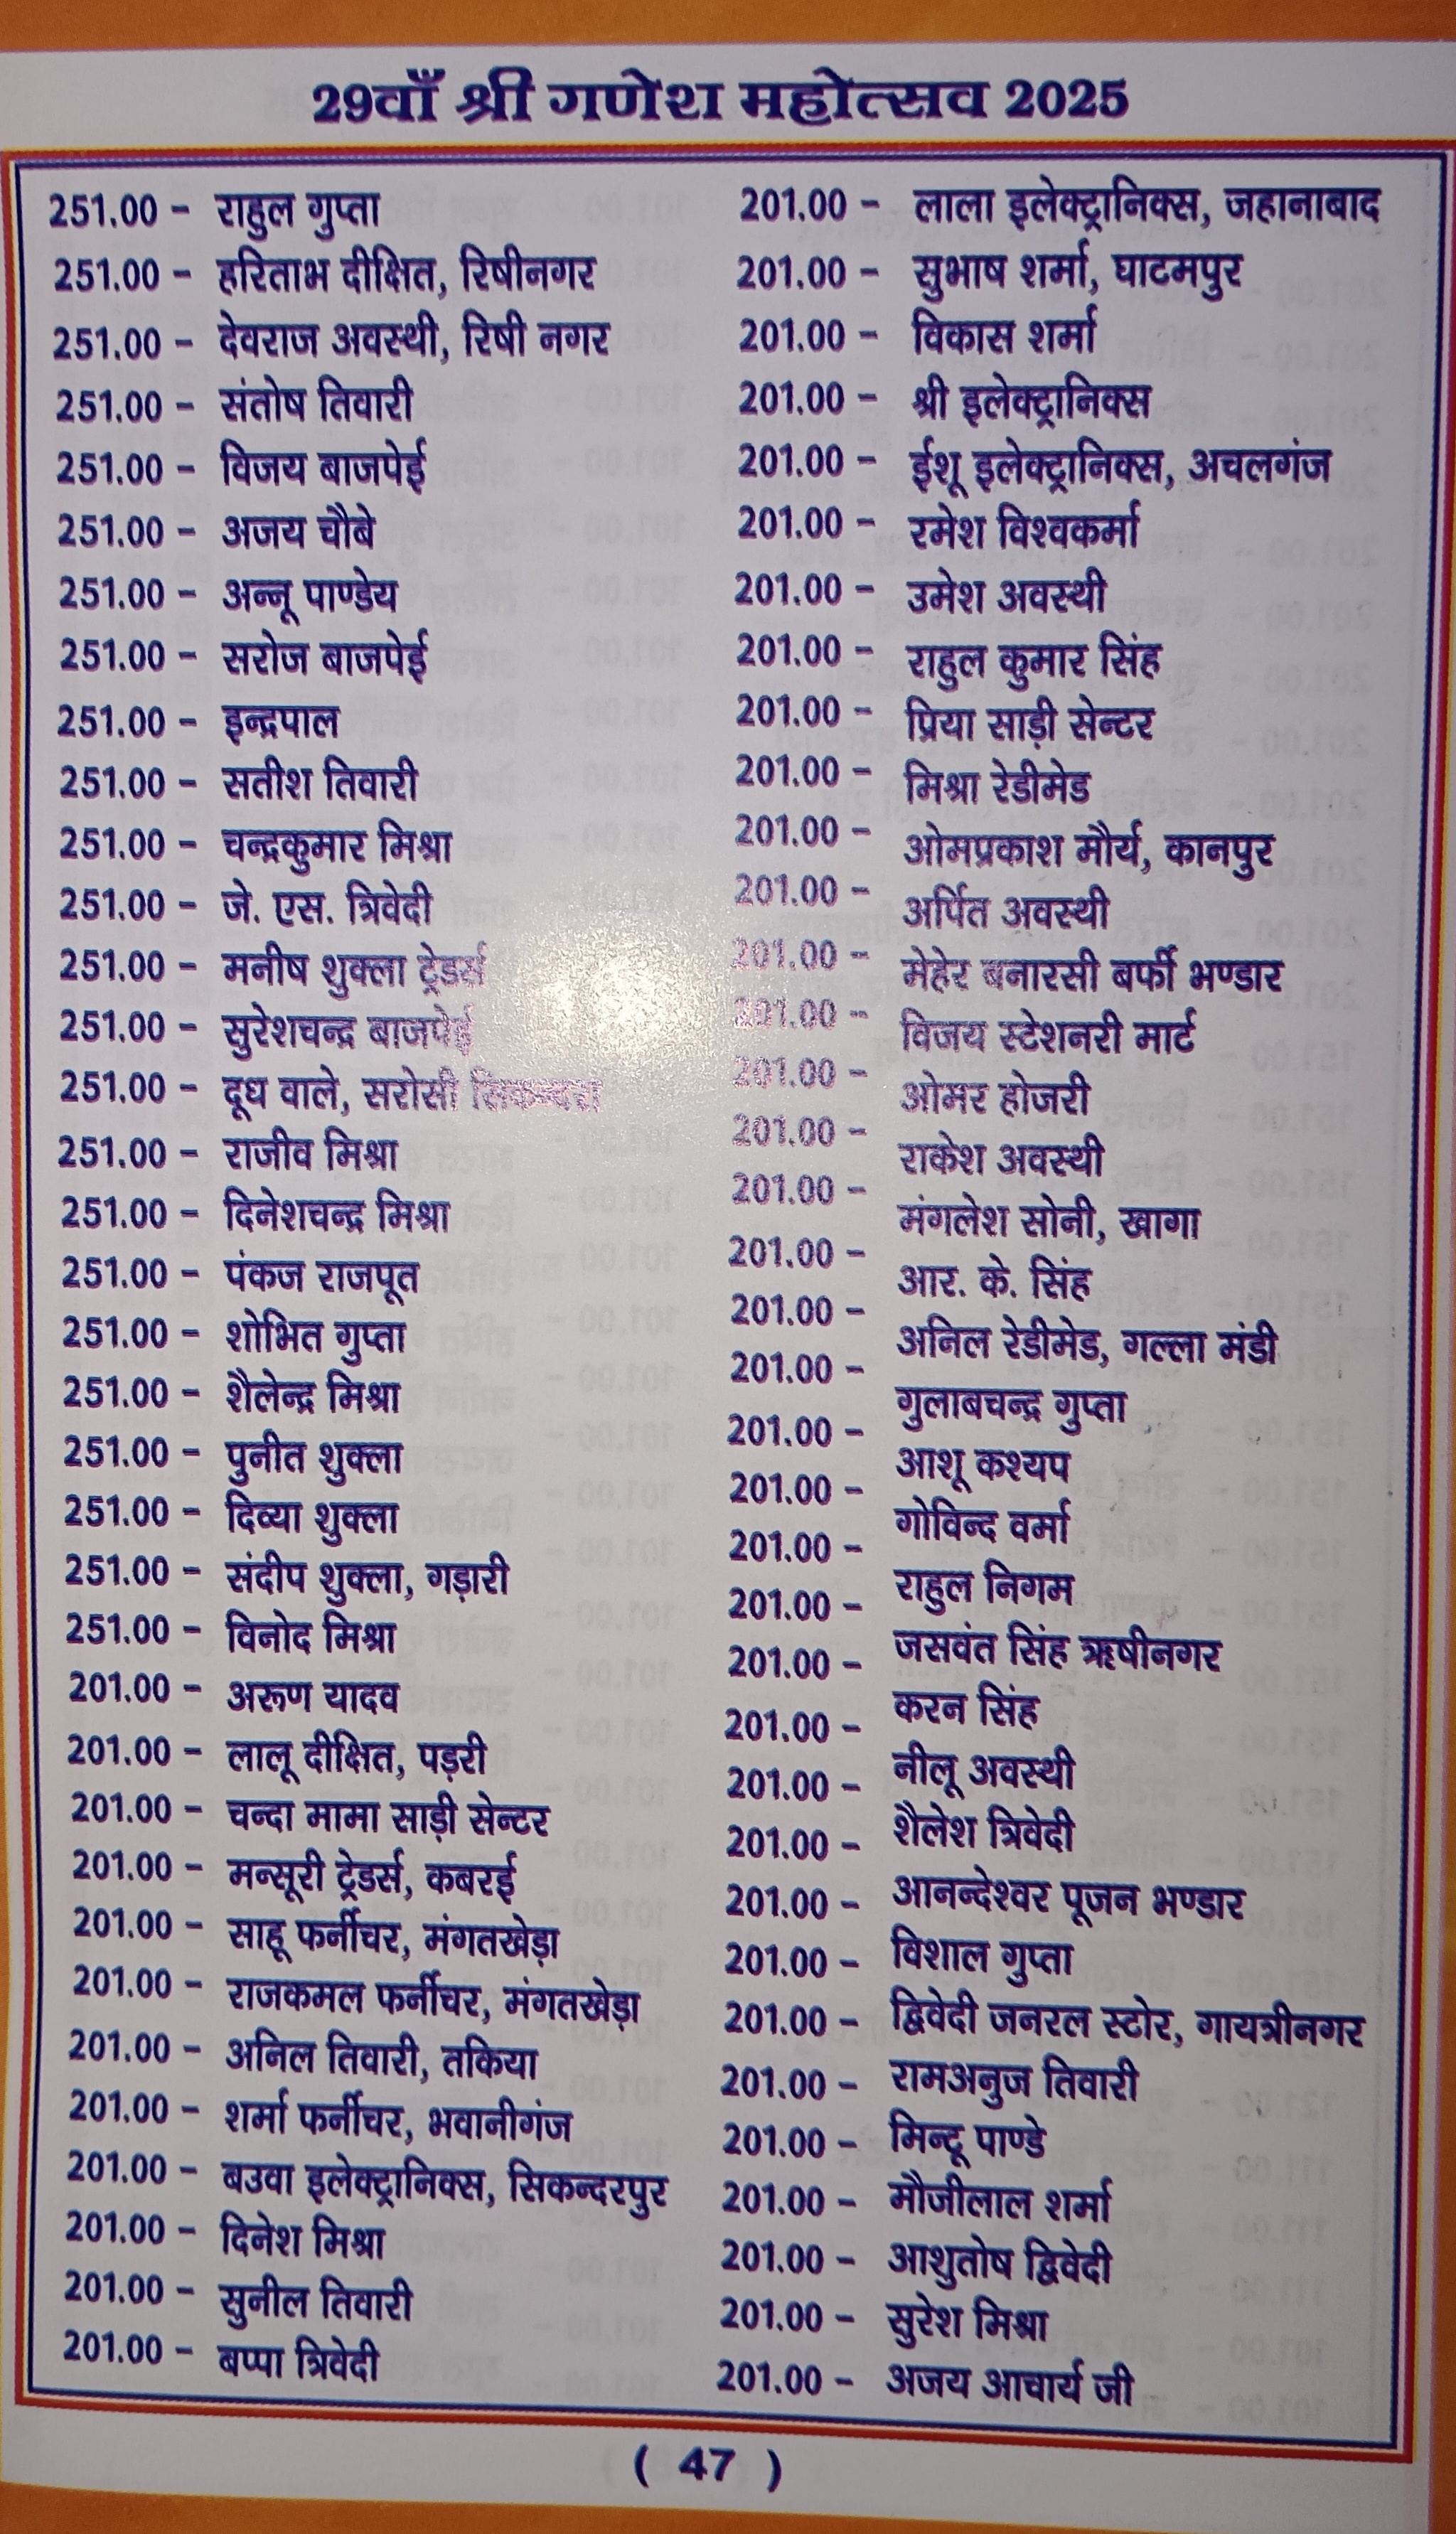 29वाँ श्री गणेश महोत्सव 2025
251.00 - राहुल गुप्ता
251.00 - हरिताभ दीक्षित, रिषीनगर
251.00 - देवराज अवस्थी, रिषी नगर
251.00 - संतोष तिवारी
251.00 - विजय बाजपेई
251.00 - अजय चौबे
251.00 - अन्नू पाण्डेय
251.00 - सरोज बाजपेई
251.00 - इन्द्रपाल
251.00 - सतीश तिवारी
251.00 - चन्द्रकुमार मिश्रा
251.00 - जे. एस. त्रिवेदी
251.00 - मनीष शुक्ला ट्रेडर्स
251.00 - सुरेशचन्द्र बाजपेई
251.00 - दूध वाले, सरोसी सिकन्दरा
251.00 - राजीव मिश्रा
251.00 - दिनेशचन्द्र मिश्रा
251.00 - पंकज राजपूत
251.00 - शोभित गुप्ता
251.00 - शैलेन्द्र मिश्रा
251.00 - पुनीत शुक्ला
251.00 - दिव्या शुक्ला
251.00 - संदीप शुक्ला, गड़ारी
251.00 - विनोद मिश्रा
201.00 - अरूण यादव
201.00 - लालू दीक्षित, पड़री
201.00 - चन्दा मामा साड़ी सेन्टर
201.00 - मन्सूरी ट्रेडर्स, कबरई
201.00 - साहू फर्नीचर, मंगतखेड़ा
201.00 - राजकमल फर्नीचर, मंगतखेड़ा
201.00 - अनिल तिवारी, तकिया
201.00 - शर्मा फर्नीचर, भवानीगंज
201.00 - बउवा इलेक्ट्रानिक्स, सिकन्दरपुर
201.00 - दिनेश मिश्रा
201.00 - सुनील तिवारी
201.00 - बप्पा त्रिवेदी
201.00 - लाला इलेक्ट्रानिक्स, जहानाबाद
201.00 - सुभाष शर्मा, घाटमपुर
201.00 - विकास शर्मा
201.00 - श्री इलेक्ट्रानिक्स
201.00 - ईशू इलेक्ट्रानिक्स, अचलगंज
201.00 - रमेश विश्वकर्मा
201.00 - उमेश अवस्थी
201.00 - राहुल कुमार सिंह
201.00 - प्रिया साड़ी सेन्टर
201.00 - मिश्रा रेडीमेड
201.00 - ओमप्रकाश मौर्य, कानपुर
201.00 - अर्पित अवस्थी
201.00 - मेहेर बनारसी बर्फी भण्डार
201.00 - विजय स्टेशनरी मार्ट
201.00 - ओमर होजरी
201.00 - राकेश अवस्थी
201.00 - मंगलेश सोनी, खागा
201.00 - आर. के. सिंह
201.00 - अनिल रेडीमेड, गल्ला मंडी
201.00 - गुलाबचन्द्र गुप्ता
201.00 - आशू कश्यप
201.00 - गोविन्द वर्मा
201.00 - राहुल निगम
201.00 - जसवंत सिंह ऋषीनगर
201.00 - करन सिंह
201.00 - नीलू अवस्थी
201.00 - शैलेश त्रिवेदी
201.00 - आनन्देश्वर पूजन भण्डार
201.00 - विशाल गुप्ता
201.00 - द्विवेदी जनरल स्टोर, गायत्रीनगर
201.00 - रामअनुज तिवारी
201.00 - मिन्टू पाण्डे
201.00 - मौजीलाल शर्मा
201.00 - आशुतोष द्विवेदी
201.00 - सुरेश मिश्रा
201.00 - अजय आचार्य जी
( 47 )